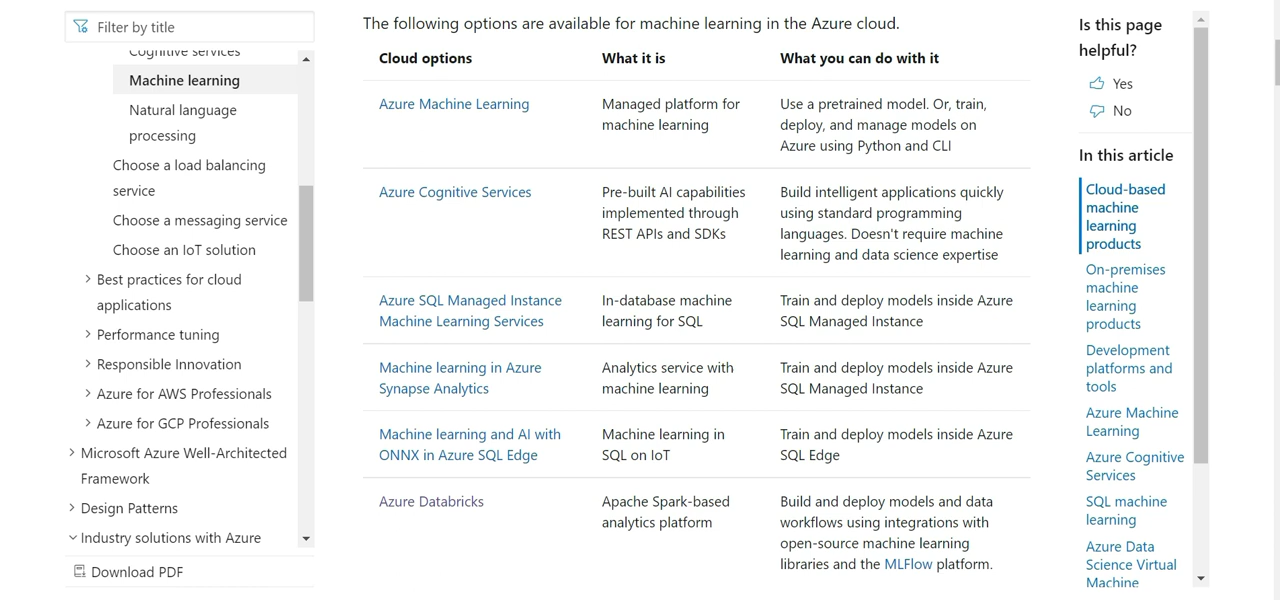 Filter by title
Cognitive services
Machine learning
Natural language
processing
Choose a load balancing
service
Choose a messaging service
Choose an IoT solution
Best practices for cloud
applications
Performance tuning
Responsible Innovation
Azure for AWS Professionals
Azure for GCP Professionals
Microsoft Azure Well-Architected
Framework
Design Patterns
Industry solutions with Azure
Download PDF
The following options are available for machine learning in the Azure cloud.
Cloud options What it is What you can do with it
Azure Machine Learning Managed platform for Use a pretrained model. Or, train,
machine learning deploy, and manage models on
Azure using Python and CLI
Azure Cognitive Services Pre-built AI capabilities Build intelligent applications quickly
implemented through using standard programming
REST APIs and SDKs languages. Doesn't require machine
learning and data science expertise
Azure SQL Managed Instance In-database machine Train and deploy models inside Azure
Machine Learning Services learning for SQL SQL Managed Instance
Machine learning in Azure Analytics service with Train and deploy models inside Azure
Synapse Analytics machine learning SQL Managed Instance
Machine learning and AI with Machine learning in Train and deploy models inside Azure
ONNX in Azure SQL Edge SQL on IoT SQL Edge
Azure Databricks Apache Spark-based Build and deploy models and data
analytics platform workflows using integrations with
open-source machine learning
libraries and the MLFlow platform.
Is this page
helpful?
Yes
No
In this article
Cloud-based
machine
learning
products
On-premises
machine
learning
products
Development
platforms and
tools
Azure Machine
Learning
Azure Cognitive
Services
SQL machine
learning
Azure Data
Science Virtual
Machine